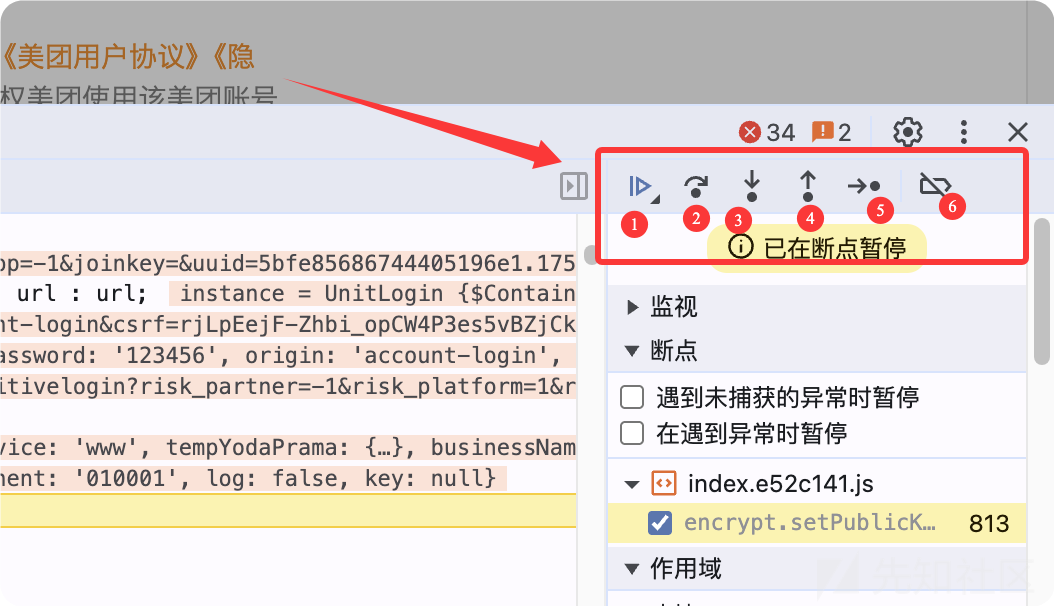 《美团用户协议》《隐
权美团使用该美团账号
34 2
1 2 3 4 5 6
已在断点暂停
pp=-1&joinkey=&uuid=5bfe85686744405196e1.175
url : url; instance = UnitLogin {$Contain
nt-login&csrf=rjLpEejF-Zhbi_opCW4P3es5vBZjCk
assword: '123456', origin: 'account-login',
itivelogin?risk_partner=-1&risk_platform=1&r
vice: 'www', tempYodaPrama: {…}, businessNam
ment: '010001', log: false, key: null}
监视
断点
遇到未捕获的异常时暂停
在遇到异常时暂停
index.e52c141.js
encrypt.setPublicK… 813
作用域
先知社区